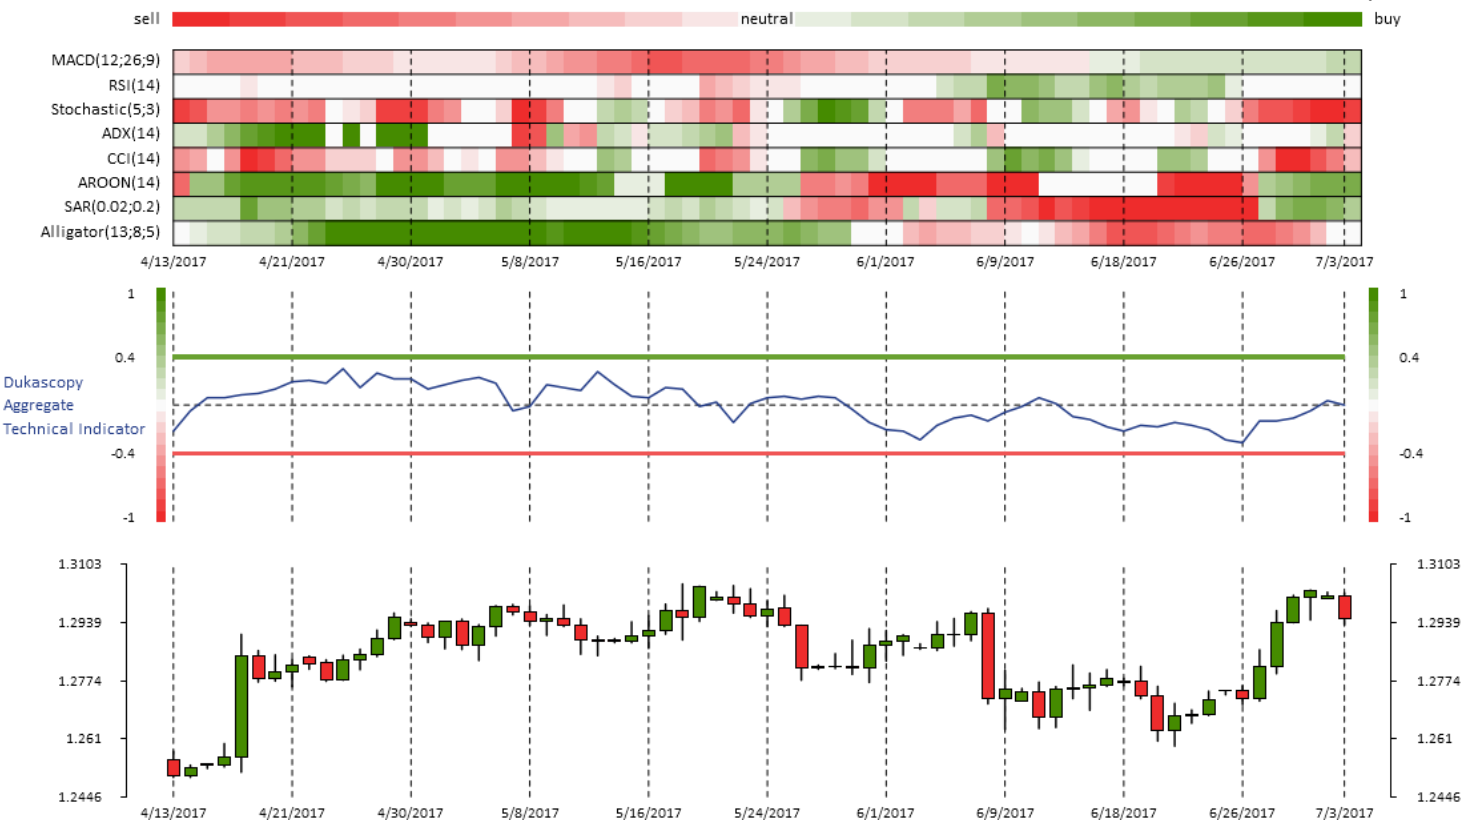 sell neutral buy
MACD(12;26;9)
RSI(14)
Stochastic(5;3)
ADX(14)
CCI(14)
AROON(14)
SAR(0.02;0.2)
Alligator(13;8;5)
4/13/2017 4/21/2017 4/30/2017 5/8/2017 5/16/2017 5/24/2017 6/1/2017 6/9/2017 6/18/2017 6/26/2017 7/3/2017
1 1
0.4 0.4
Dukascopy
Aggregate
Technical Indicator
-0.4 -0.4
-1 -1
1.3103 1.3103
1.2939 1.2939
1.2774 1.2774
1.261 1.261
1.2446 1.2446
4/13/2017 4/21/2017 4/30/2017 5/8/2017 5/16/2017 5/24/2017 6/1/2017 6/9/2017 6/18/2017 6/26/2017 7/3/2017